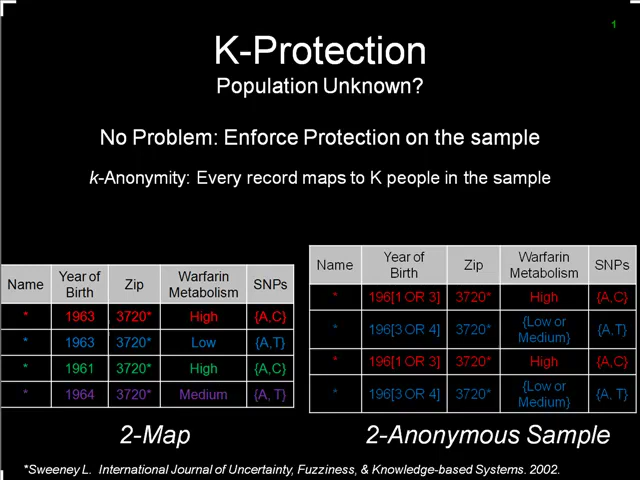 1
K-Protection
Population Unknown?
No Problem: Enforce Protection on the sample
k-Anonymity: Every record maps to K people in the sample
Name Year of Birth Zip Warfarin Metabolism SNPs
* 1963 3720* High {A,C}
* 1963 3720* Low {A,T}
* 1961 3720* High {A,C}
* 1964 3720* Medium {A, T}
2-Map
Name Year of Birth Zip Warfarin Metabolism SNPs
* 196[1 OR 3] 3720* High {A,C}
* 196[3 OR 4] 3720* {Low or Medium} {A,T}
* 196[1 OR 3] 3720* High {A,C}
* 196[3 OR 4] 3720* {Low or Medium} {A, T}
2-Anonymous Sample
*Sweeney L. International Journal of Uncertainty, Fuzziness, & Knowledge-based Systems. 2002.